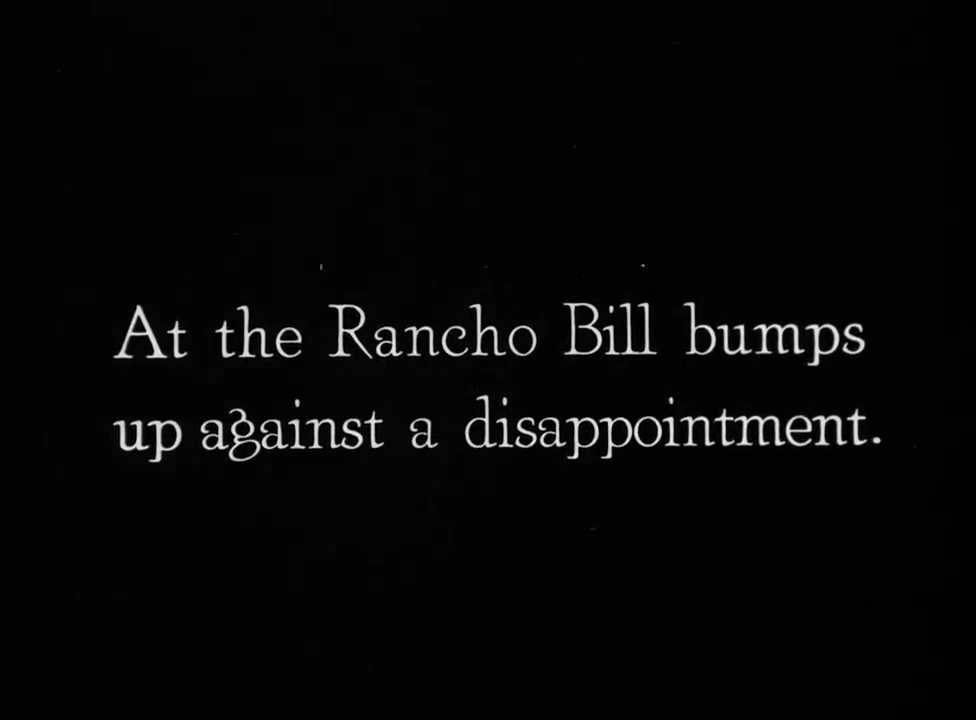 At the Rancho Bill bumps
up against a disappointment.